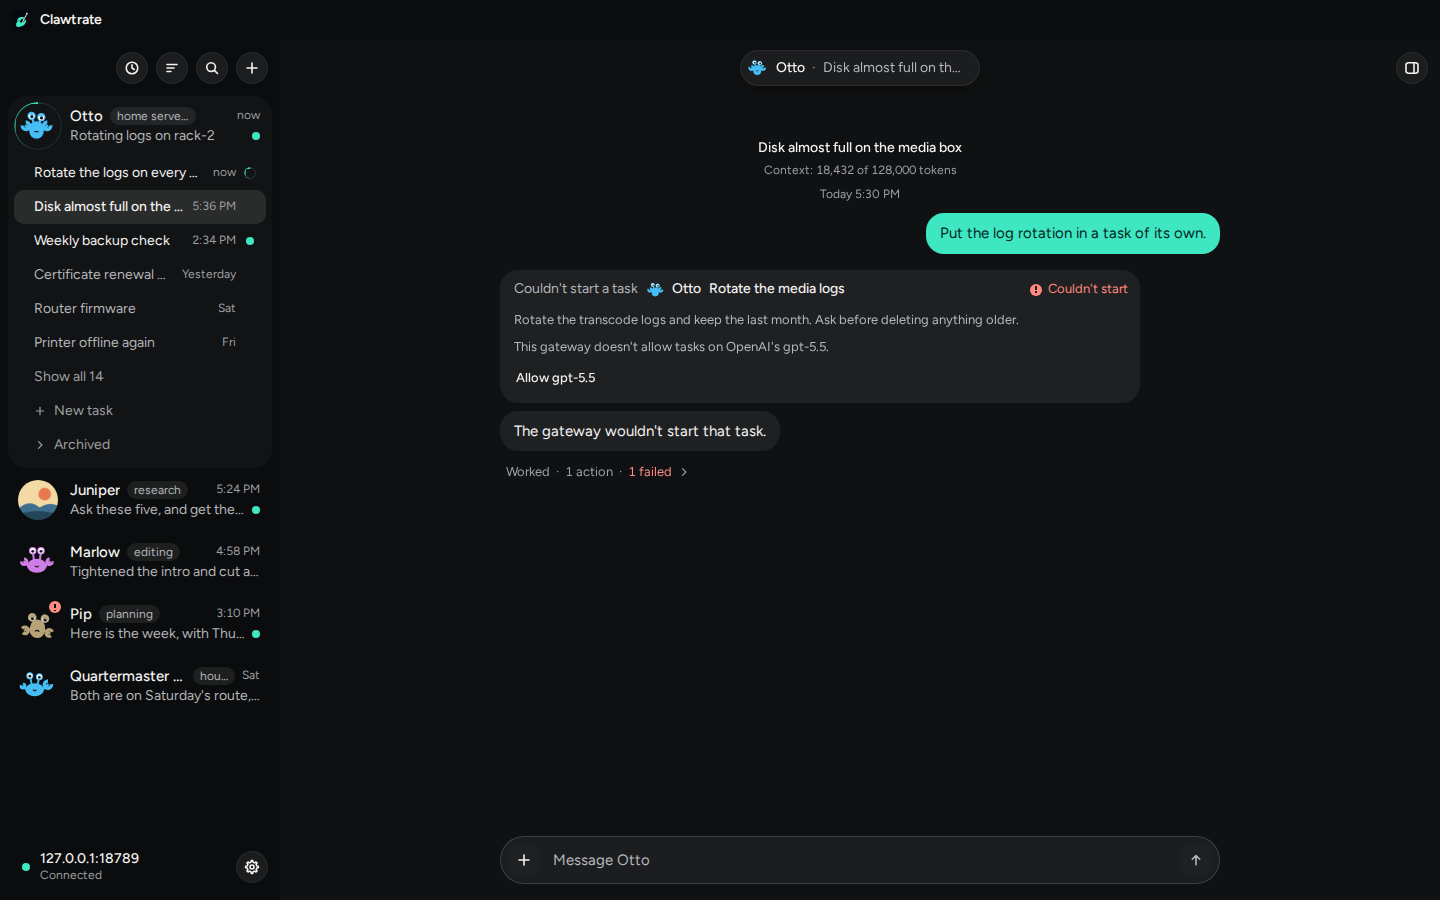 Clawtrate
Otto · Disk almost full on th...
Otto home serve... now
Rotating logs on rack-2
Rotate the logs on every ... now
Disk almost full on the ... 5:36 PM
Weekly backup check 2:34 PM
Certificate renewal ... Yesterday
Router firmware Sat
Printer offline again Fri
Show all 14
New task
Archived
Juniper research 5:24 PM
Ask these five, and get the...
Marlow editing 4:58 PM
Tightened the intro and cut a...
Pip planning 3:10 PM
Here is the week, with Thu...
Quartermaster ... hou... Sat
Both are on Saturday's route,...
127.0.0.1:18789
Connected
Disk almost full on the media box
Context: 18,432 of 128,000 tokens
Today 5:30 PM
Put the log rotation in a task of its own.
Couldn't start a task Otto Rotate the media logs Couldn't start
Rotate the transcode logs and keep the last month. Ask before deleting anything older.
This gateway doesn't allow tasks on OpenAI's gpt-5.5.
Allow gpt-5.5
The gateway wouldn't start that task.
Worked · 1 action · 1 failed
Message Otto